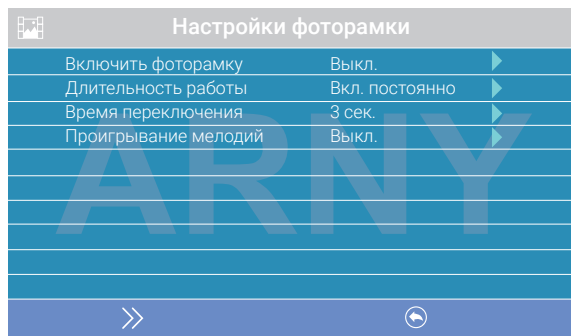 Настройки фоторамки
Включить фоторамку Выкл.
Длительность работы Вкл. постоянно
Время переключения 3 сек.
Проигрывание мелодий Выкл.
ARNY